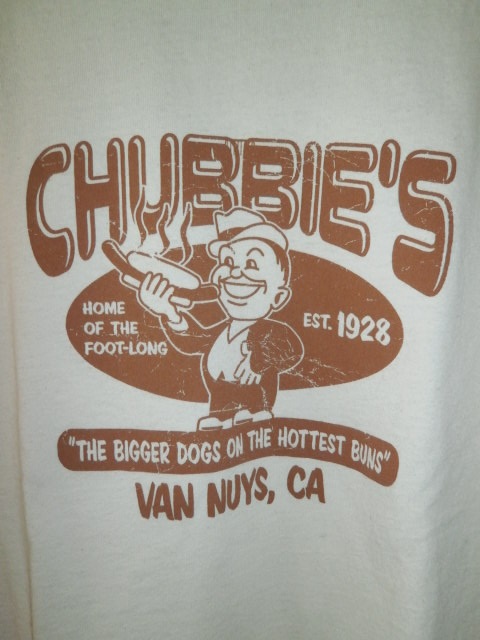 CHUBBIE'S
HOME
OF THE
FOOT-LONG
EST. 1928
"THE BIGGER DOGS ON THE HOTTEST BUNS"
VAN NUYS, CA